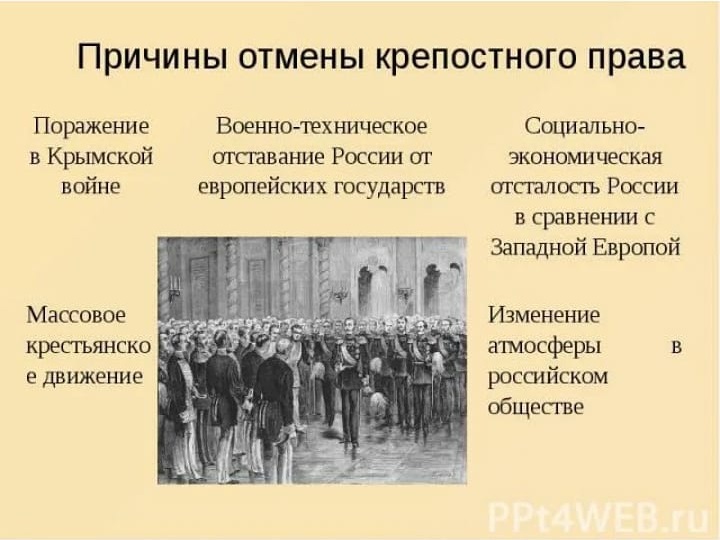 Причины отмены крепостного права
Поражение
в Крымской
войне
Военно-техническое
отставание России от
европейских государств
Социально-
экономическая
отсталость России
в сравнении с
Западной Европой
Массовое
крестьянско
е движение
Изменение
атмосферы в
российском
обществе
PPt4WEB.ru